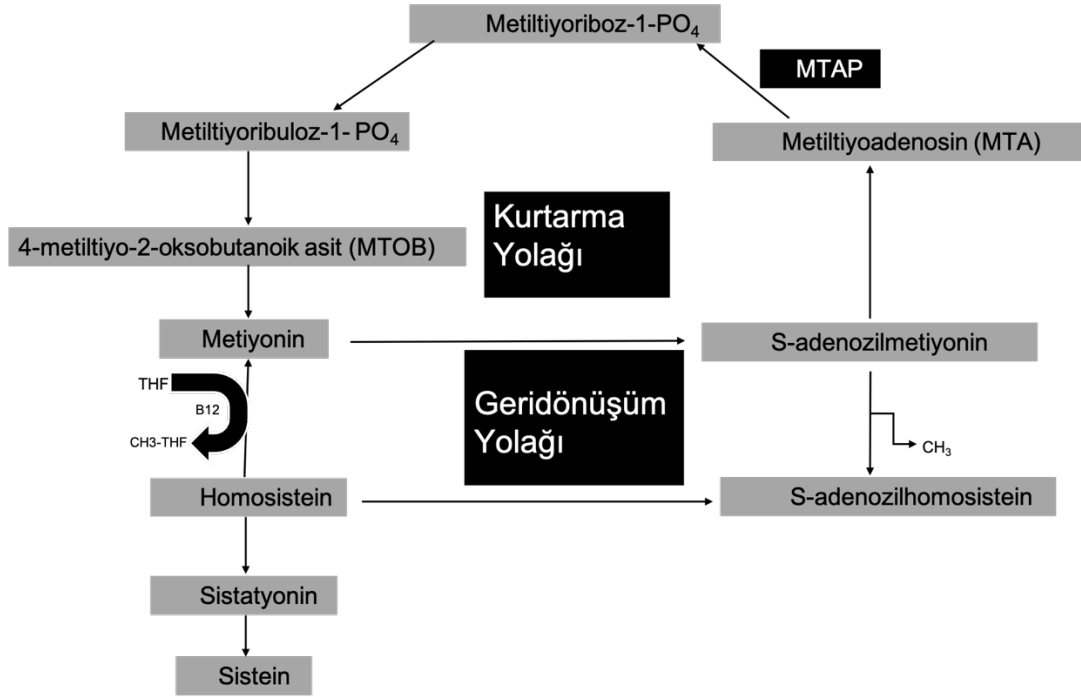 Metiltiyoriboz-1-PO₄
MTAP
Metiltiyoribuloz-1- PO₄
Metiltiyoadenosin (MTA)
Kurtarma
Yolağı
4-metiltiyo-2-oksobutanoik asit (MTOB)
Metiyonin
S-adenozilmetiyonin
THF
B12
CH3-THF
Geridönüşüm
Yolağı
CH₃
Homosistein
S-adenozilhomosistein
Sistatyonin
Sistein